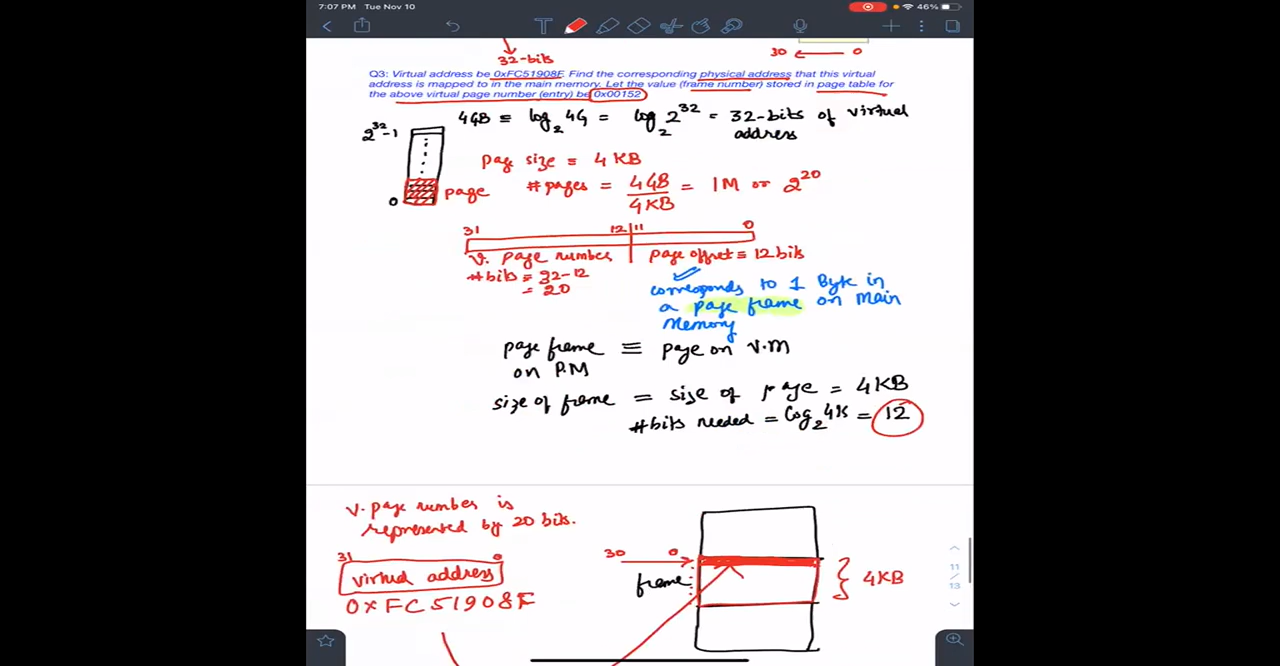 7:07 PM Tue Nov 10
46%
32-bits
30 ← 0
Q3: Virtual address be 0xFC51908F. Find the corresponding physical address that this virtual
address is mapped to in the main memory. Let the value (frame number) stored in page table for
the above virtual page number (entry) be 0x00152
4GB ≡ log₂ 4G = log₂ 2³² = 32-bits of virtual
address
2³²-1
page size = 4 KB
#pages = 4GB / 4KB = 1M or 2²⁰
page
0
31 12 11 0
V. page number page offset = 12 bits
#bits = 32-12
= 20
corresponds to 1 Byte in
a page frame on Main
Memory
page frame ≡ page on V.M
on P.M
size of frame = size of page = 4KB
#bits needed = log₂ 4K = 12
V. page number is
represented by 20 bits.
31 0
virtual address
0xFC51908F
30 0
frame
4KB
11
/
13